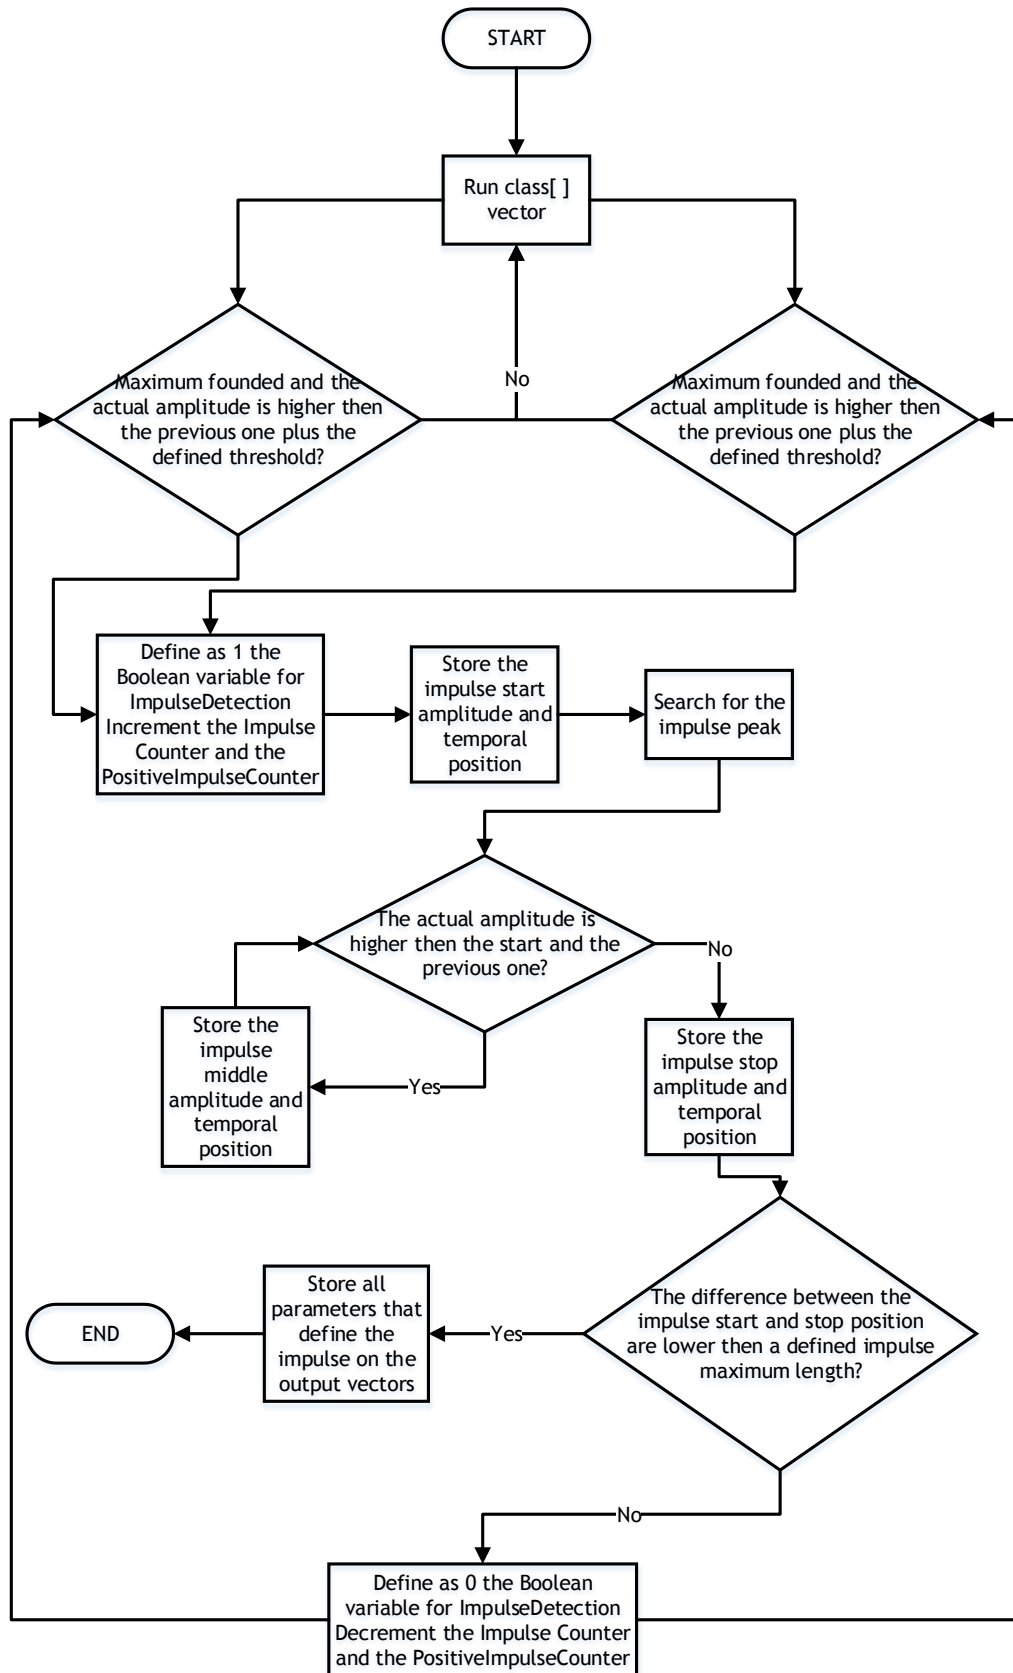 START
Run class[ ]
vector
No
Maximum founded and the
actual amplitude is higher then
the previous one plus the
defined threshold?
Maximum founded and the
actual amplitude is higher then
the previous one plus the
defined threshold?
Define as 1 the
Boolean variable for
ImpulseDetection
Increment the Impulse
Counter and the
PositiveImpulseCounter
Store the
impulse start
amplitude and
temporal
position
Search for the
impulse peak
The actual amplitude is
higher then the start and the
previous one?
No
Store the
impulse
middle
amplitude and
temporal
position
Yes
Store the
impulse stop
amplitude and
temporal
position
The difference between the
impulse start and stop position
are lower then a defined impulse
maximum length?
Yes
Store all
parameters that
define the
impulse on the
output vectors
END
No
Define as 0 the Boolean
variable for ImpulseDetection
Decrement the Impulse Counter
and the PositiveImpulseCounter